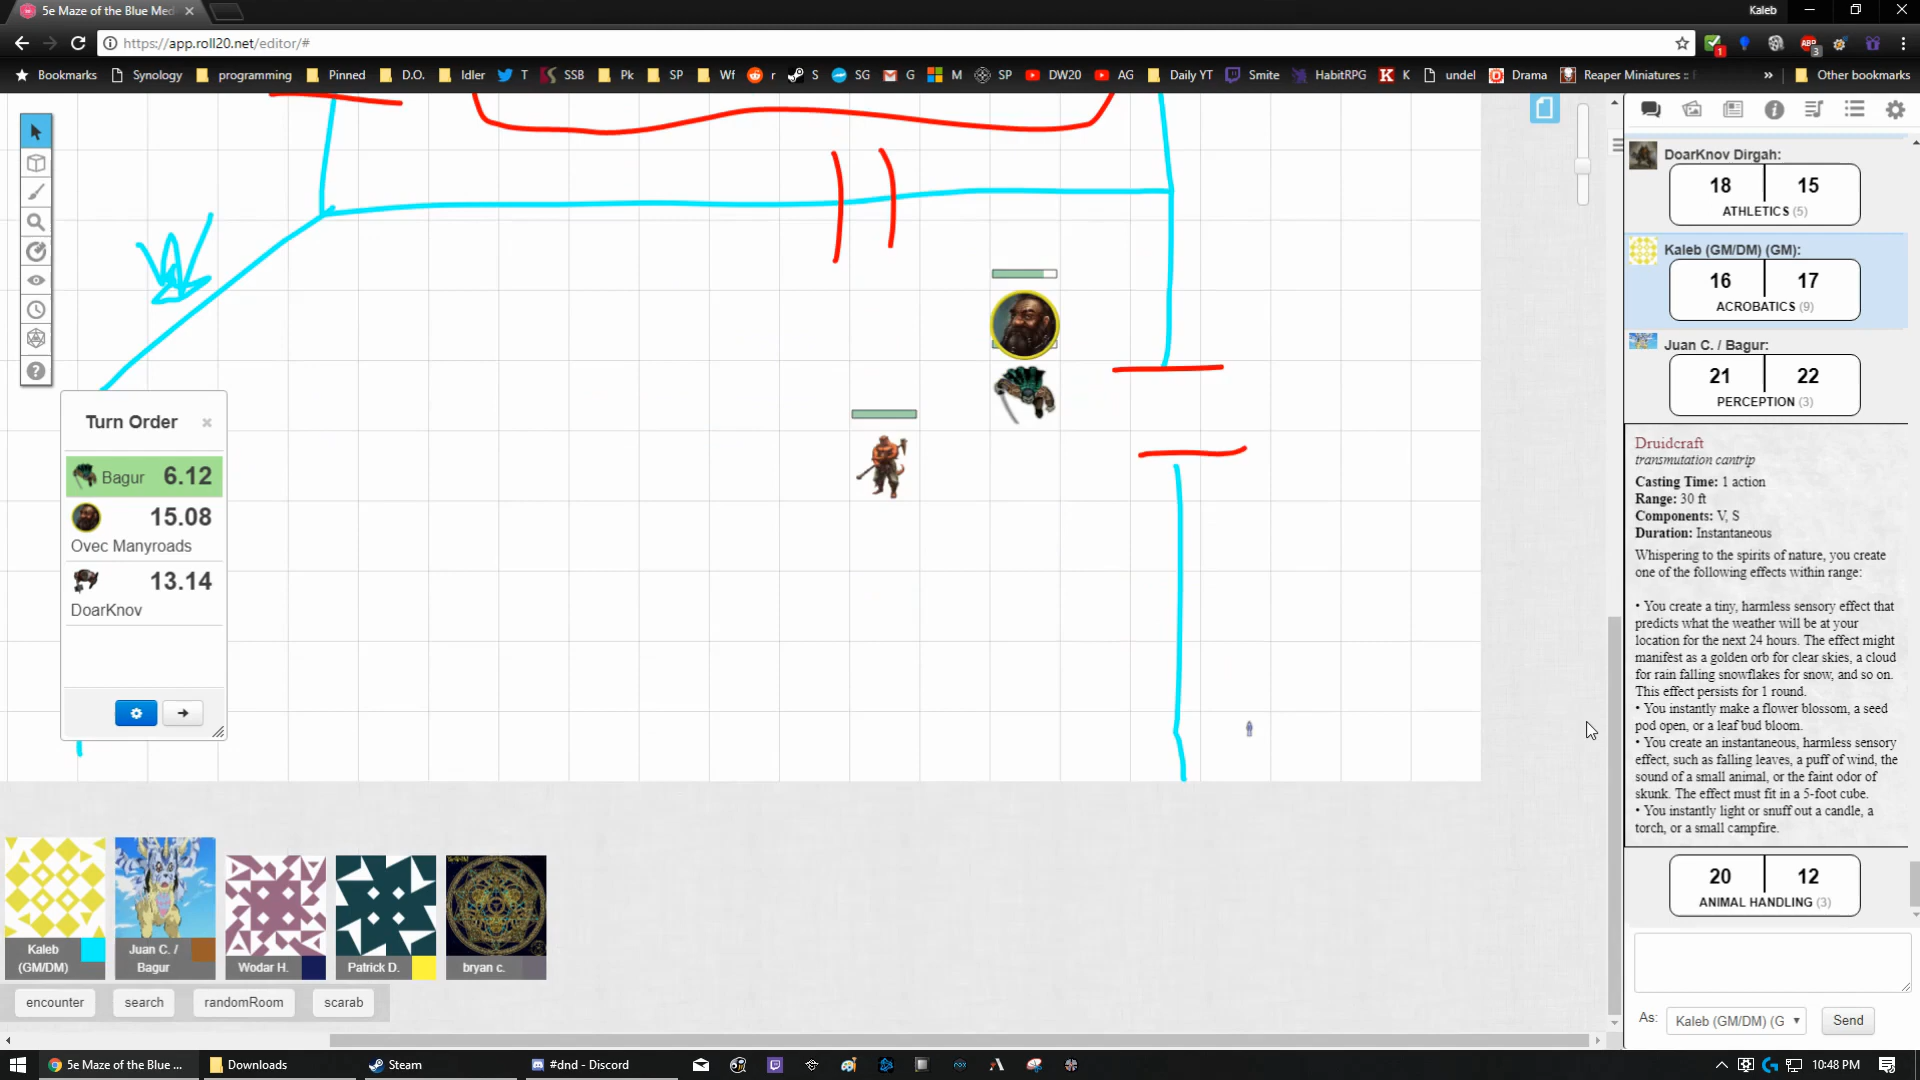 5e Maze of the Blue Med
Kaleb
https://app.roll20.net/editor/#
Bookmarks Synology programming Pinned D.O. Idler T SSB Pk SP Wf r S SG G M SP DW20 AG Daily YT Smite HabitRPG K undel Drama Reaper Miniatures :: » Other bookmarks
Turn Order
Bagur 6.12
15.08
Ovec Manyroads
13.14
DoarKnov
DoarKnov Dirgah:
18 15
ATHLETICS (5)
Kaleb (GM/DM) (GM):
16 17
ACROBATICS (9)
Juan C. / Bagur:
21 22
PERCEPTION (3)
Druidcraft
transmutation cantrip
Casting Time: 1 action
Range: 30 ft
Components: V, S
Duration: Instantaneous
Whispering to the spirits of nature, you create
one of the following effects within range:
• You create a tiny, harmless sensory effect that
predicts what the weather will be at your
location for the next 24 hours. The effect might
manifest as a golden orb for clear skies, a cloud
for rain falling snowflakes for snow, and so on.
This effect persists for 1 round.
• You instantly make a flower blossom, a seed
pod open, or a leaf bud bloom.
• You create an instantaneous, harmless sensory
effect, such as falling leaves, a puff of wind, the
sound of a small animal, or the faint odor of
skunk. The effect must fit in a 5-foot cube.
• You instantly light or snuff out a candle, a
torch, or a small campfire.
20 12
ANIMAL HANDLING (3)
As: Kaleb (GM/DM) (G Send
Kaleb
(GM/DM)
Juan C. /
Bagur
Wodar H.
Patrick D.
bryan c.
encounter search randomRoom scarab
5e Maze of the Blue ... Downloads Steam #dnd - Discord 10:48 PM